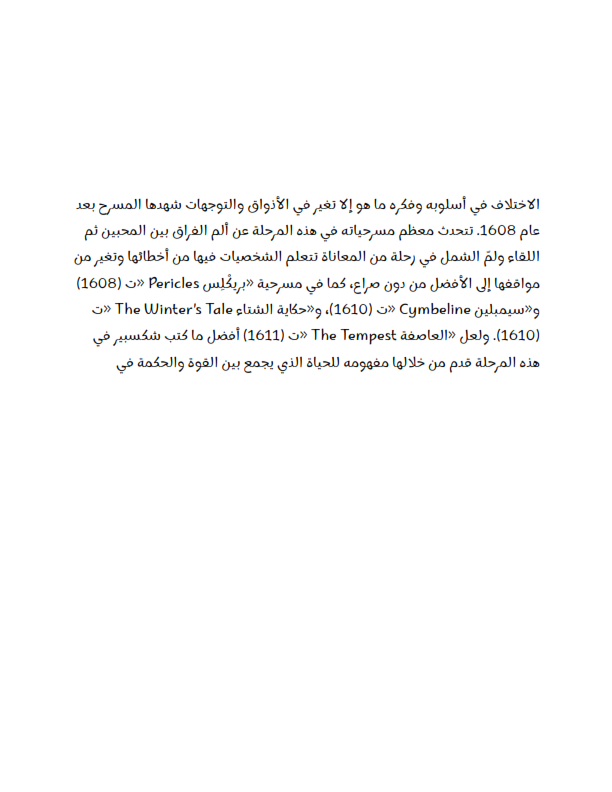 الاختلاف في أسلوبه وفكره ما هو إلا تغير في الأذواق والتوجهات شهدها المسرح بعد
عام 1608. تتحدث معظم مسرحياته في هذه المرحلة عن ألم الفراق بين المحبين ثم
اللقاء ولمّ الشمل في رحلة من المعاناة تتعلم الشخصيات فيها من أخطائها وتغير من
مواقفها إلى الأفضل من دون صراع، كما في مسرحية «بريكْلِس Pericles «ت (1608)
و«سيمبلين Cymbeline «ت (1610)، و«حكاية الشتاء The Winter's Tale «ت
(1610). ولعل «العاصفة The Tempest «ت (1611) أفضل ما كتب شكسبير في
هذه المرحلة قدم من خلالها مفهومه للحياة الذي يجمع بين القوة والحكمة في